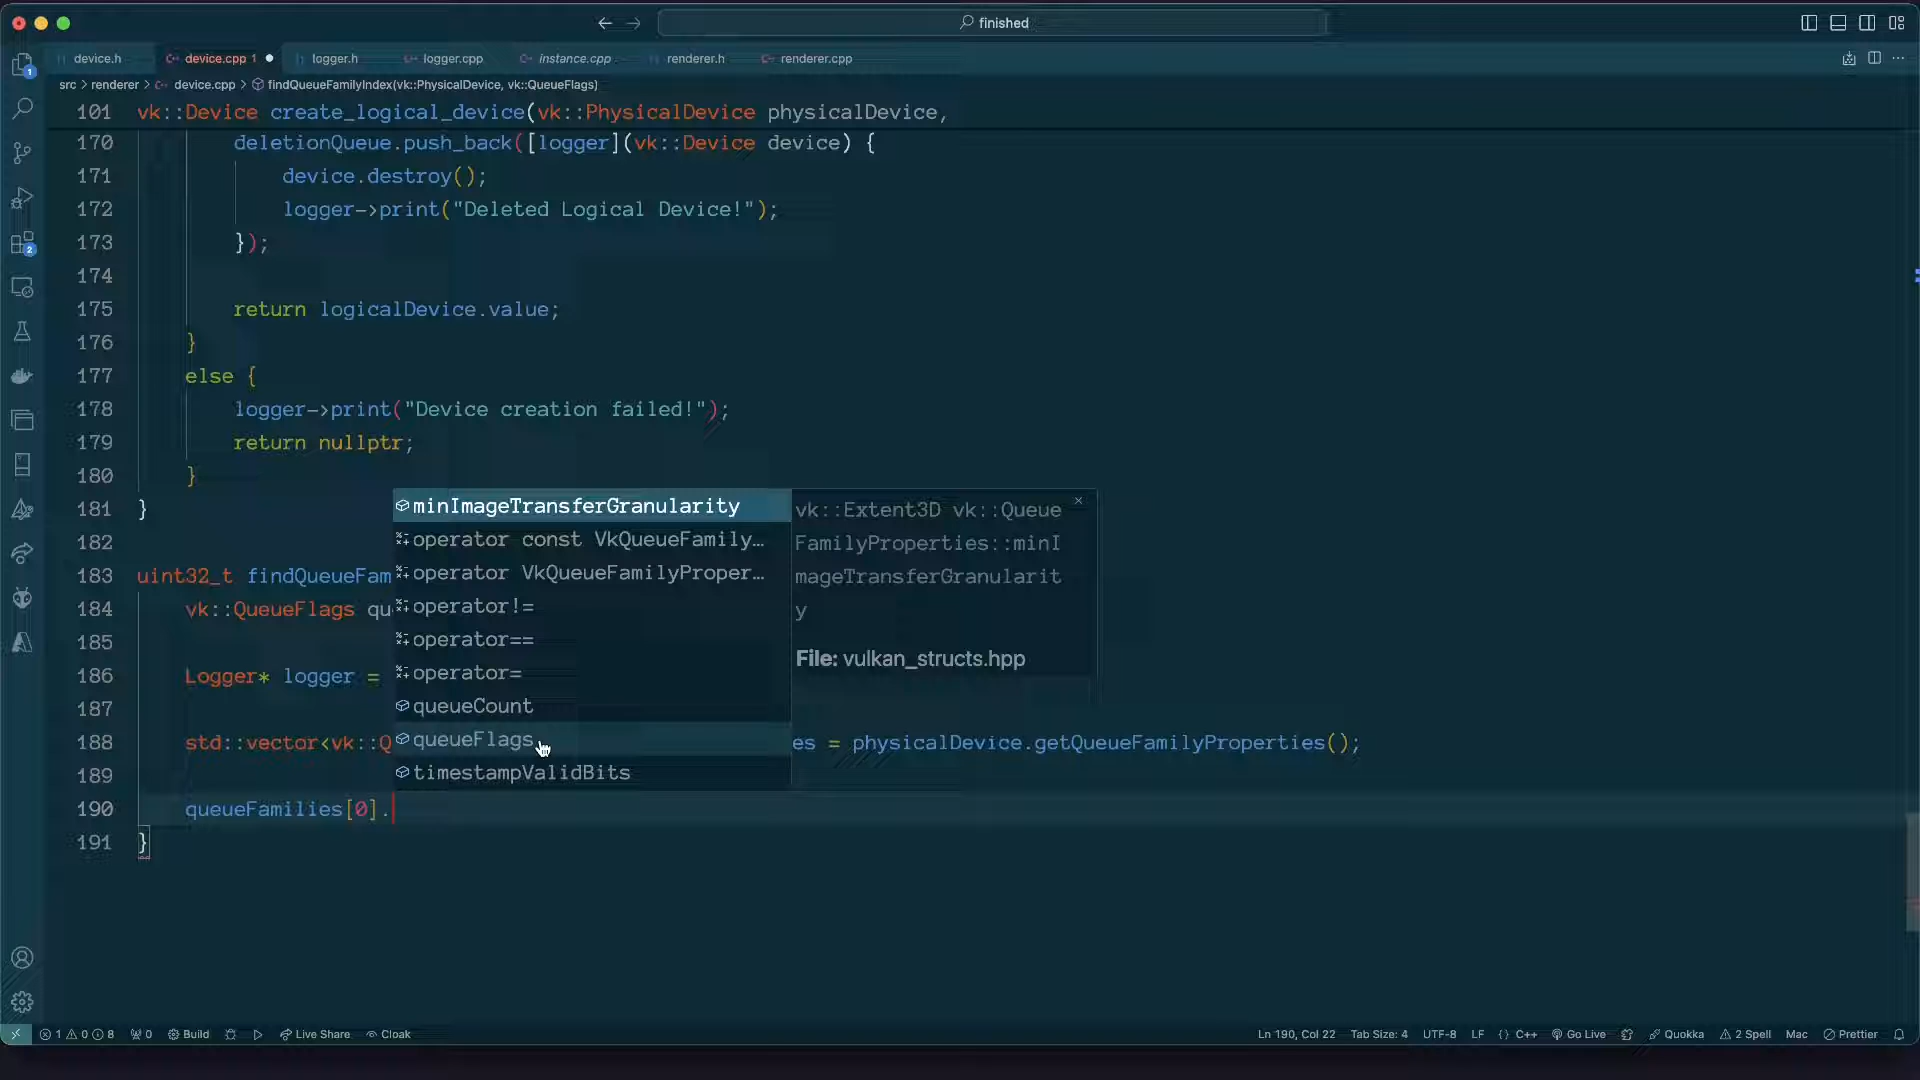 finished
device.h device.cpp 1 logger.h logger.cpp instance.cpp renderer.h renderer.cpp
src > renderer > device.cpp > findQueueFamilyIndex(vk::PhysicalDevice, vk::QueueFlags)
101 vk::Device create_logical_device(vk::PhysicalDevice physicalDevice,
170 deletionQueue.push_back([logger](vk::Device device) {
171 device.destroy();
172 logger->print("Deleted Logical Device!");
173 });
174
175 return logicalDevice.value;
176 }
177 else {
178 logger->print("Device creation failed!");
179 return nullptr;
180 }
181 }
182
183 uint32_t findQueueFam
184 vk::QueueFlags qu
185
186 Logger* logger =
187
188 std::vector<vk::Q es = physicalDevice.getQueueFamilyProperties();
189
190 queueFamilies[0].
191 }
minImageTransferGranularity
operator const VkQueueFamily…
operator VkQueueFamilyProper…
operator!=
operator==
operator=
queueCount
queueFlags
timestampValidBits
vk::Extent3D vk::Queue
FamilyProperties::minI
mageTransferGranularit
y
File: vulkan_structs.hpp
1 0 8 0 Build Live Share Cloak Ln 190, Col 22 Tab Size: 4 UTF-8 LF {} C++ Go Live Quokka 2 Spell Mac Prettier
1
2